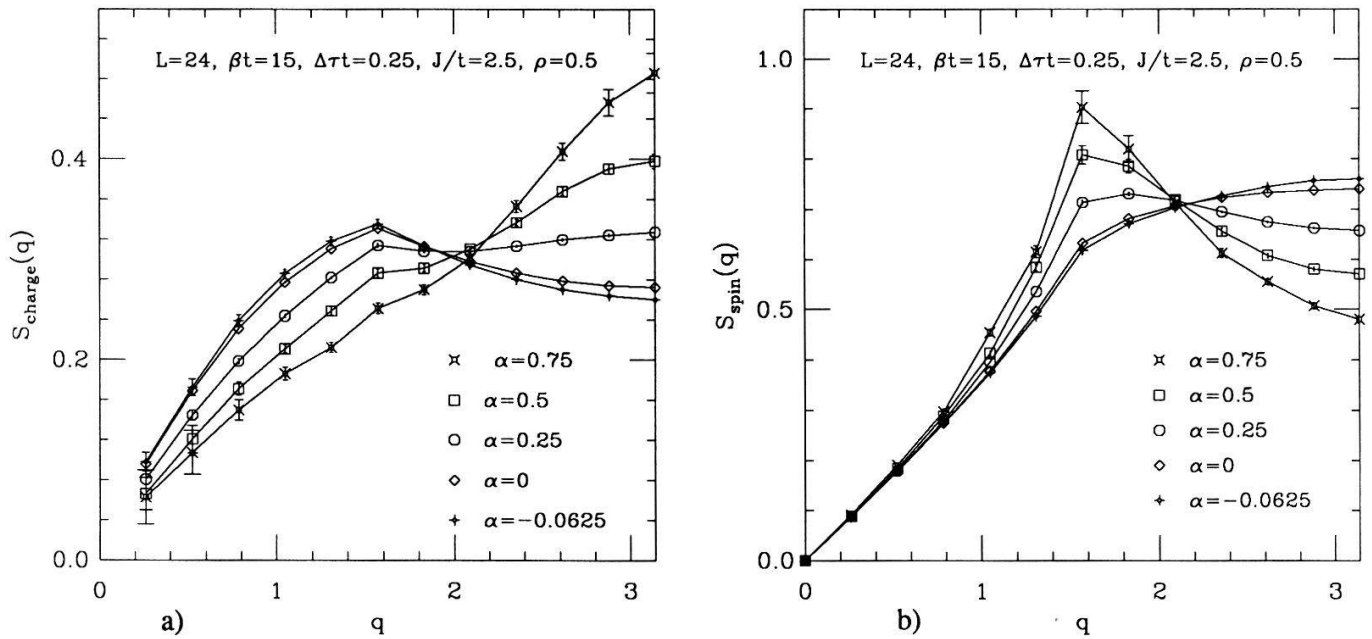 L=24, βt=15, Δτt=0.25, J/t=2.5, ρ=0.5
0.4
0.2
0.0
S_charge(q)
α=0.75
α=0.5
α=0.25
α=0
α=−0.0625
0 1 2 3
a) q
L=24, βt=15, Δτt=0.25, J/t=2.5, ρ=0.5
1.0
0.5
0.0
S_spin(q)
α=0.75
α=0.5
α=0.25
α=0
α=−0.0625
0 1 2 3
b) q